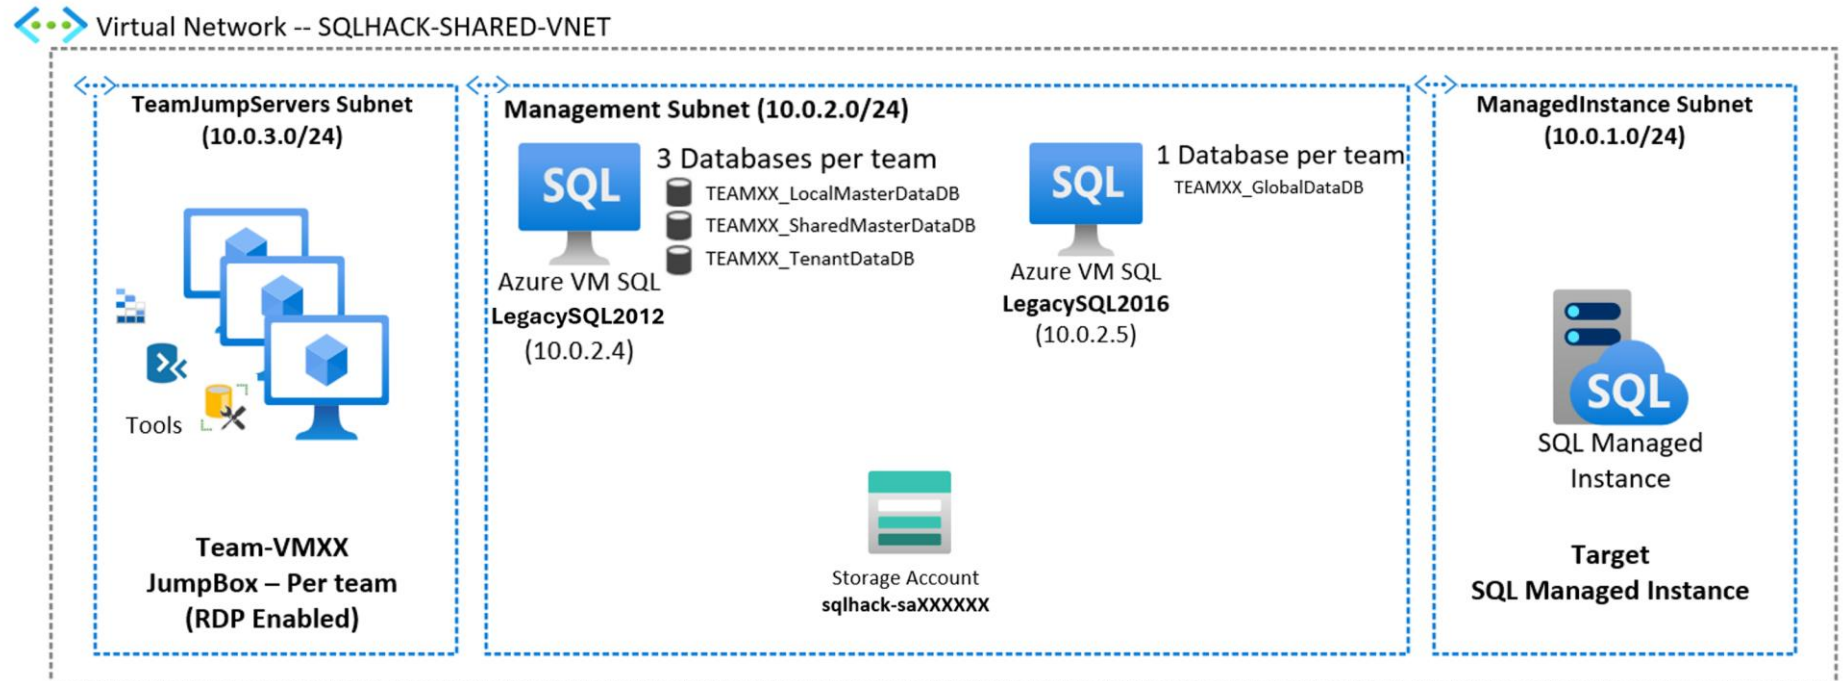 Virtual Network -- SQLHACK-SHARED-VNET
TeamJumpServers Subnet
(10.0.3.0/24)
Tools
Team-VMXX
JumpBox – Per team
(RDP Enabled)
Management Subnet (10.0.2.0/24)
SQL
3 Databases per team
TEAMXX_LocalMasterDataDB
TEAMXX_SharedMasterDataDB
TEAMXX_TenantDataDB
Azure VM SQL
LegacySQL2012
(10.0.2.4)
SQL
1 Database per team
TEAMXX_GlobalDataDB
Azure VM SQL
LegacySQL2016
(10.0.2.5)
Storage Account
sqlhack-saXXXXXX
ManagedInstance Subnet
(10.0.1.0/24)
SQL
SQL Managed
Instance
Target
SQL Managed Instance